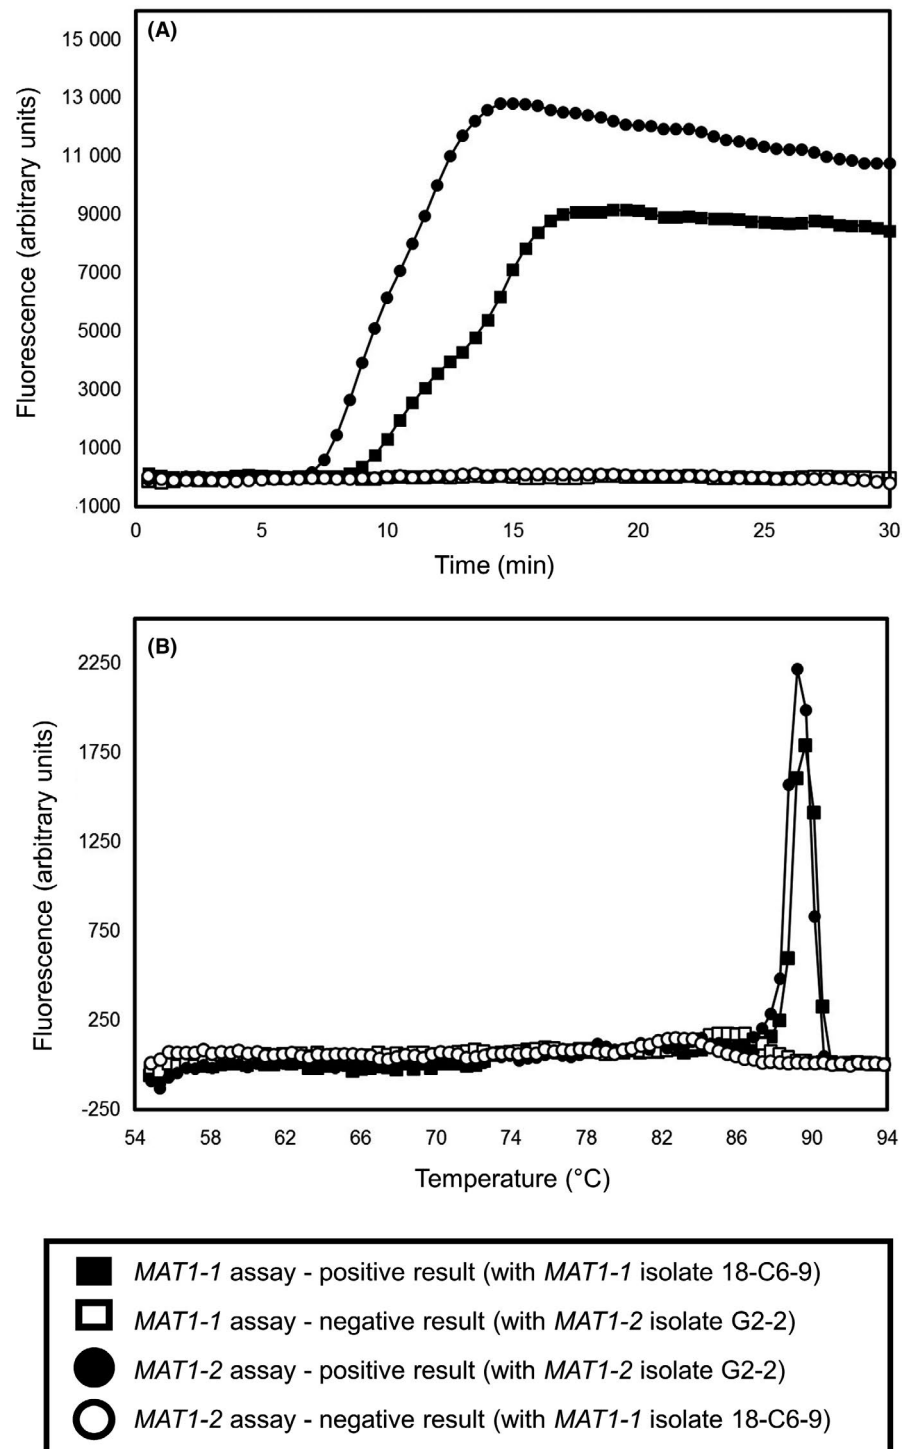 (A)
15 000
13 000
11 000
9000
7000
5000
3000
1000
-1000
Fluorescence (arbitrary units)
0 5 10 15 20 25 30
Time (min)
(B)
2250
1750
1250
750
250
-250
Fluorescence (arbitrary units)
54 58 62 66 70 74 78 82 86 90 94
Temperature (°C)
MAT1-1 assay - positive result (with MAT1-1 isolate 18-C6-9)
MAT1-1 assay - negative result (with MAT1-2 isolate G2-2)
MAT1-2 assay - positive result (with MAT1-2 isolate G2-2)
MAT1-2 assay - negative result (with MAT1-1 isolate 18-C6-9)